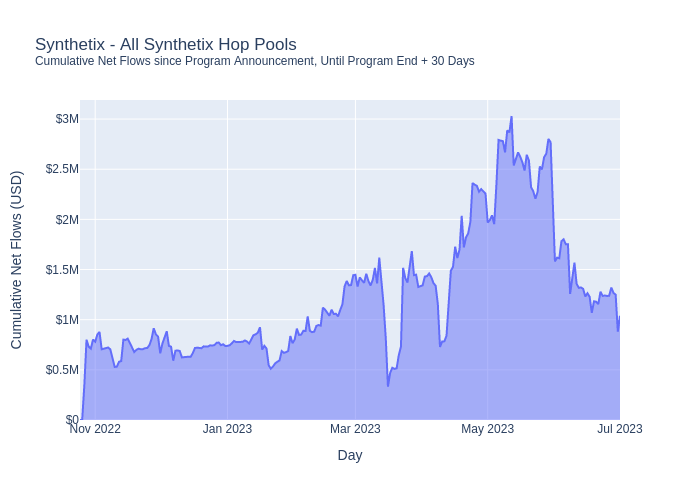 Synthetix - All Synthetix Hop Pools
Cumulative Net Flows since Program Announcement, Until Program End + 30 Days
Cumulative Net Flows (USD)
$3M
$2.5M
$2M
$1.5M
$1M
$0.5M
$0
Nov 2022
Jan 2023
Mar 2023
May 2023
Jul 2023
Day